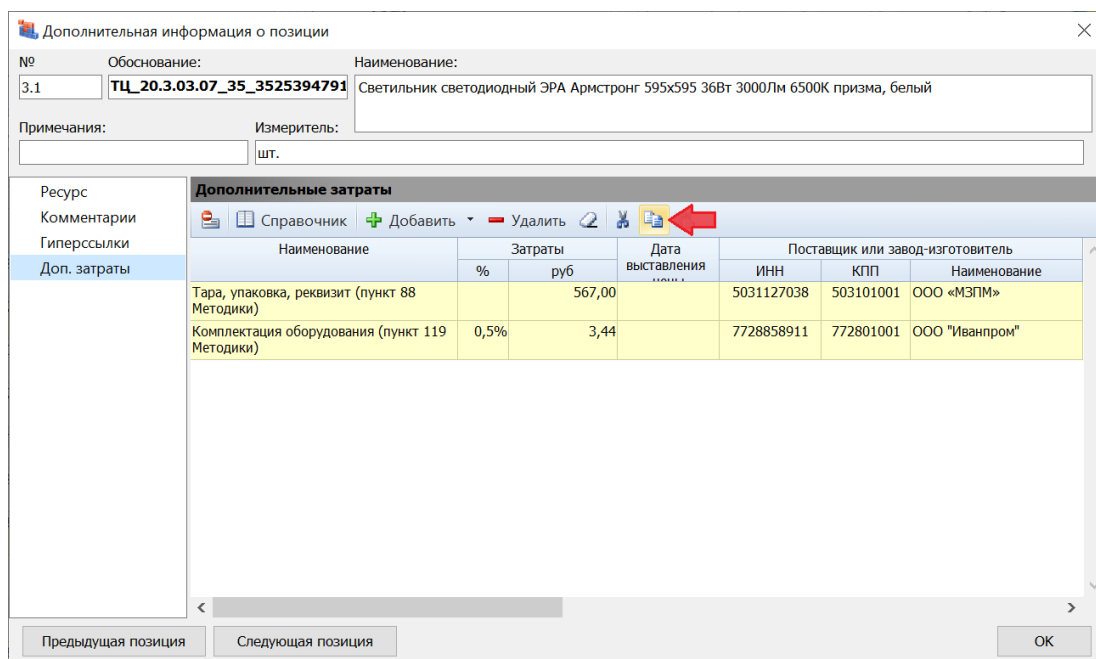 Дополнительная информация о позиции
№ Обоснование: Наименование:
3.1 ТЦ_20.3.03.07_35_3525394791 Светильник светодиодный ЭРА Армстронг 595x595 36Вт 3000Лм 6500К призма, белый
Примечания: Измеритель:
шт.
Ресурс
Комментарии
Гиперссылки
Доп. затраты
Дополнительные затраты
Справочник Добавить Удалить
Наименование Затраты Дата выставления Поставщик или завод-изготовитель
% руб ИНН КПП Наименование
Тара, упаковка, реквизит (пункт 88 567,00 5031127038 503101001 ООО «МЗПМ»
Методики)
Комплектация оборудования (пункт 119 0,5% 3,44 7728858911 772801001 ООО "Иванпром"
Методики)
Предыдущая позиция Следующая позиция ОК